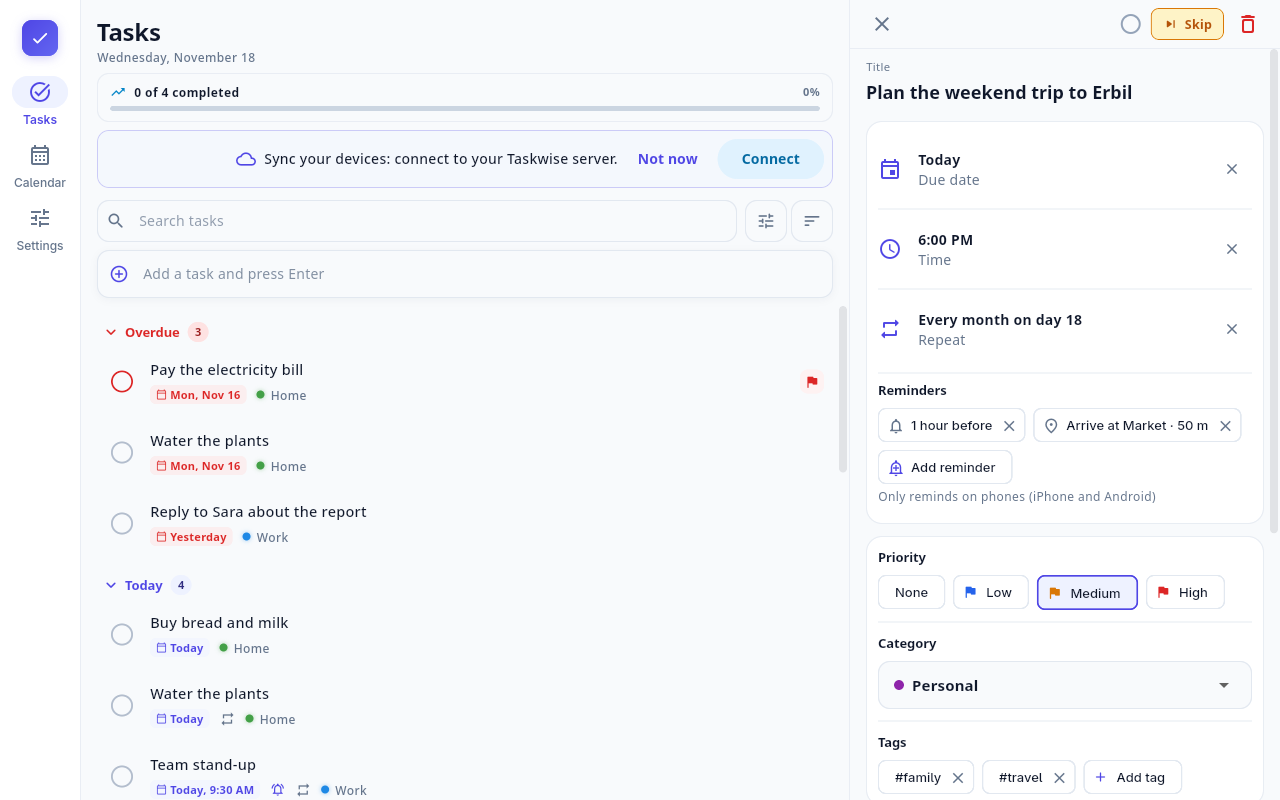 Tasks
Calendar
Settings
Tasks
Wednesday, November 18
0 of 4 completed
0%
Sync your devices: connect to your Taskwise server.
Not now
Connect
Search tasks
Add a task and press Enter
Overdue 3
Pay the electricity bill
Mon, Nov 16 Home
Water the plants
Mon, Nov 16 Home
Reply to Sara about the report
Yesterday Work
Today 4
Buy bread and milk
Today Home
Water the plants
Today Home
Team stand-up
Today, 9:30 AM Work
Skip
Title
Plan the weekend trip to Erbil
Today
Due date
6:00 PM
Time
Every month on day 18
Repeat
Reminders
1 hour before
Arrive at Market · 50 m
Add reminder
Only reminds on phones (iPhone and Android)
Priority
None Low Medium High
Category
Personal
Tags
#family #travel Add tag